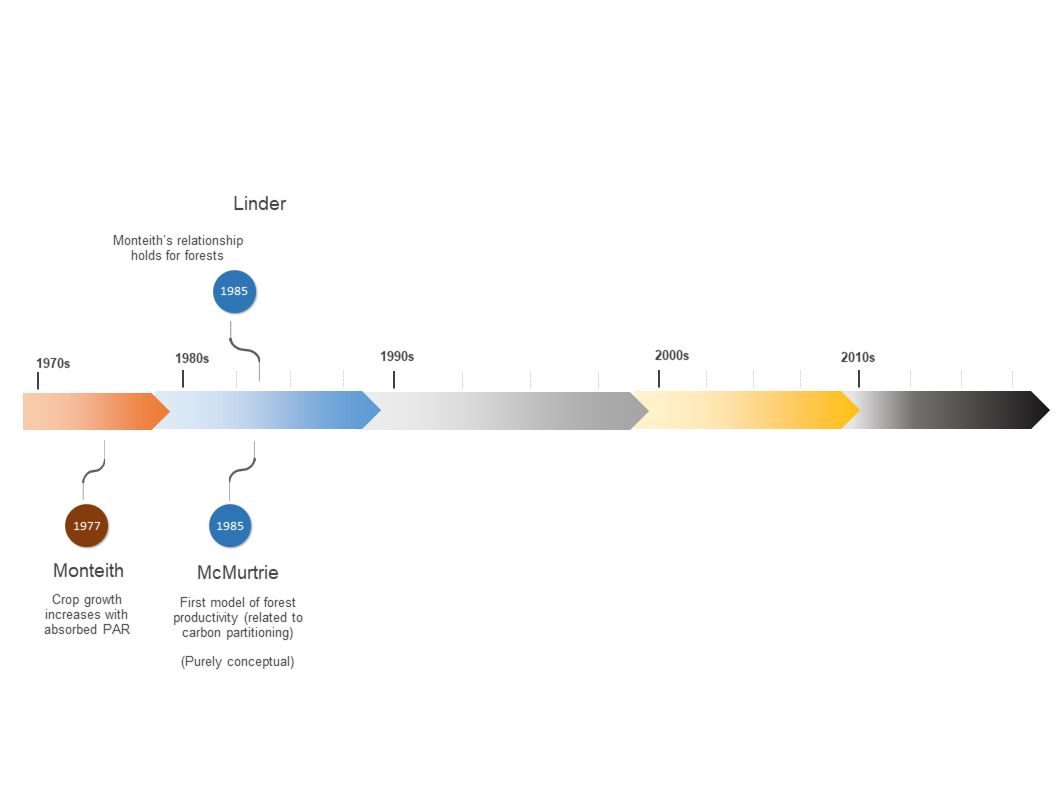 Linder
Monteith's relationship
holds for forests
1985
1970s
1980s
1990s
2000s
2010s
1977
1985
Monteith
Crop growth
increases with
absorbed PAR
McMurtrie
First model of forest
productivity (related to
carbon partitioning)
(Purely conceptual)